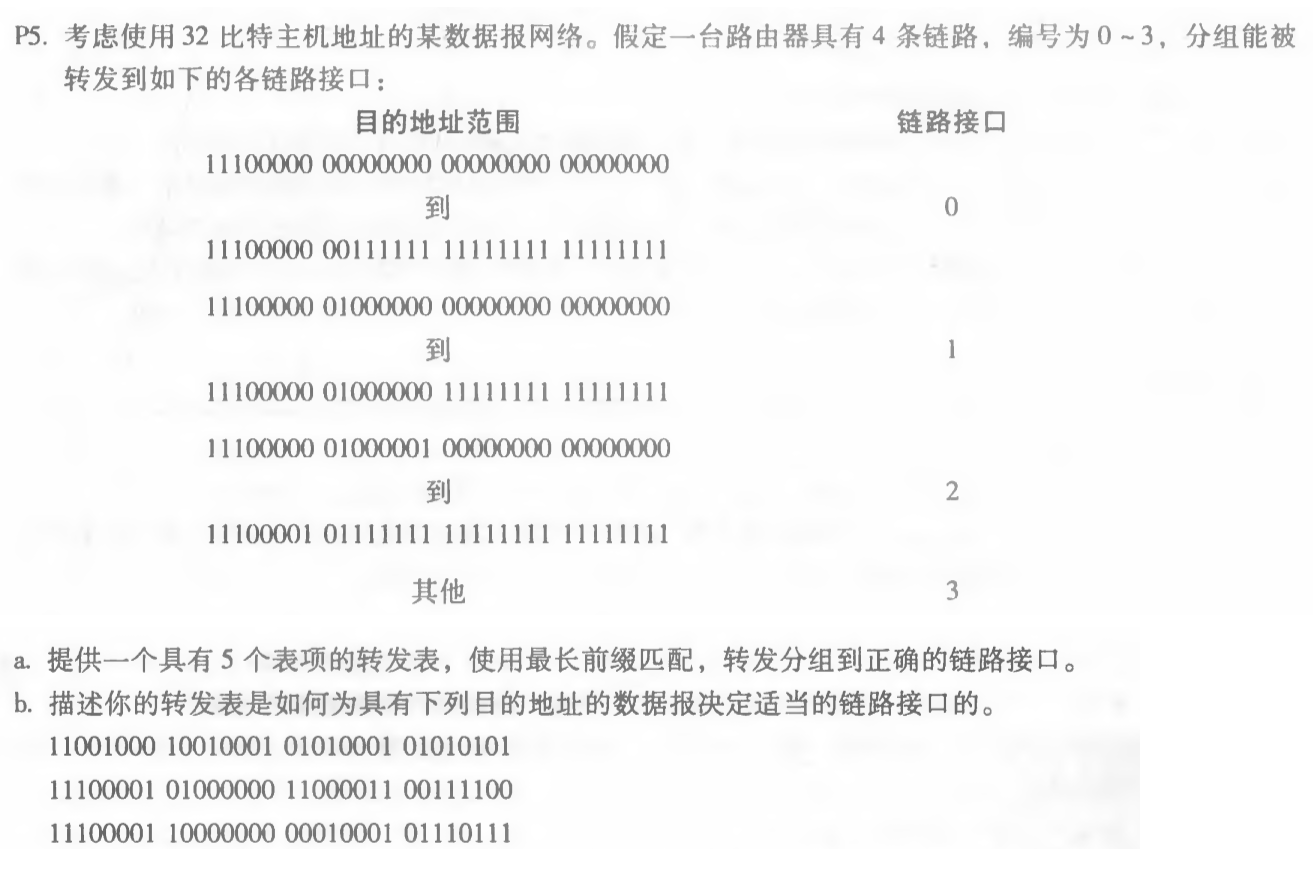 P5. 考虑使用 32 比特主机地址的某数据报网络。假定一台路由器具有 4 条链路，编号为 0 ~ 3，分组能被
转发到如下的各链路接口：
目的地址范围 链路接口
11100000 00000000 00000000 00000000
到 0
11100000 00111111 11111111 11111111
11100000 01000000 00000000 00000000
到 1
11100000 01000000 11111111 11111111
11100000 01000001 00000000 00000000
到 2
11100001 01111111 11111111 11111111
其他 3
a. 提供一个具有 5 个表项的转发表，使用最长前缀匹配，转发分组到正确的链路接口。
b. 描述你的转发表是如何为具有下列目的地址的数据报决定适当的链路接口的。
11001000 10010001 01010001 01010101
11100001 01000000 11000011 00111100
11100001 10000000 00010001 01110111